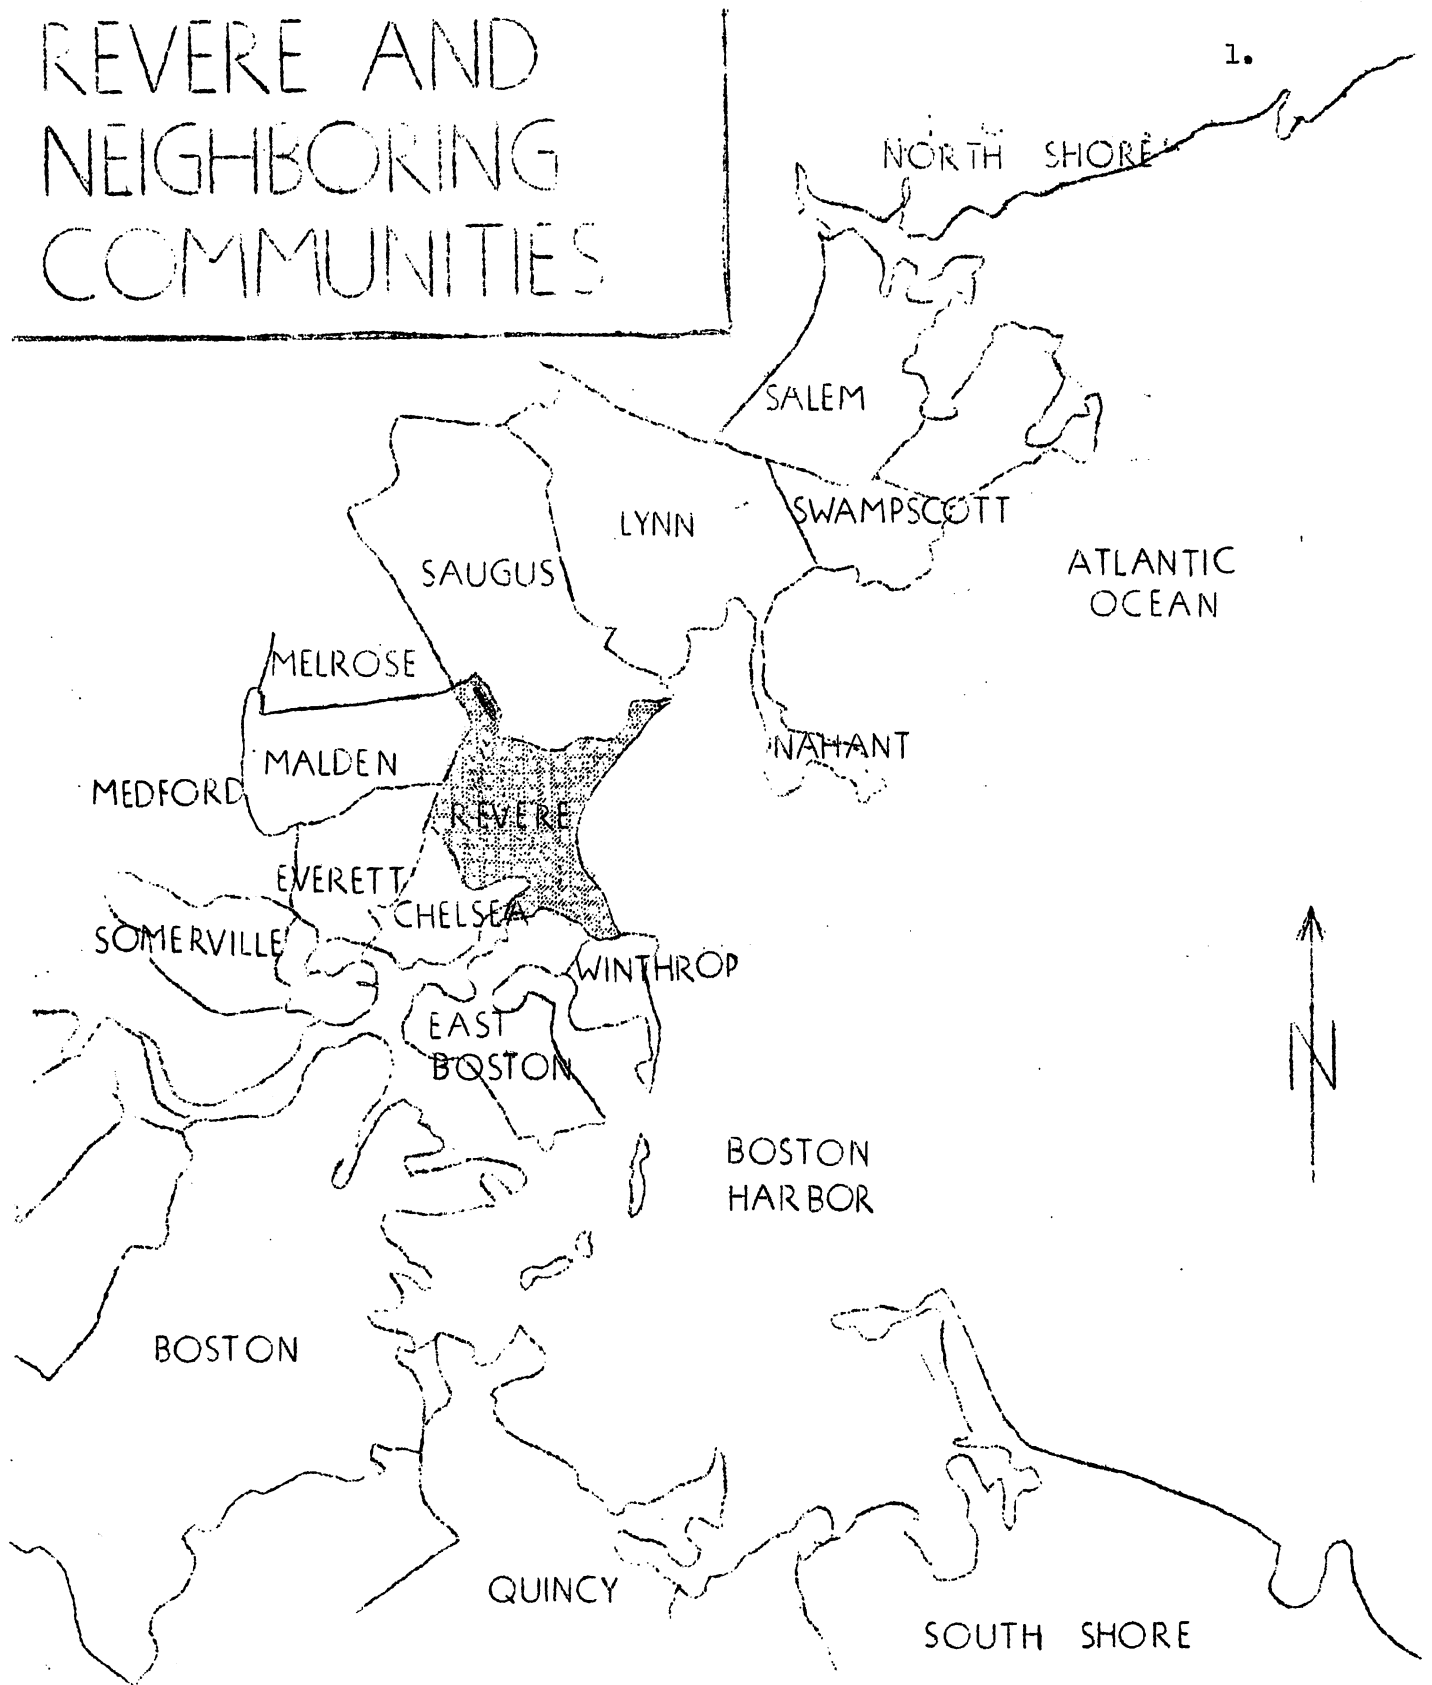 REVERE AND
NEIGHBORING
COMMUNITIES
1.
NORTH SHORE
SALEM
SWAMPSCOTT
LYNN
SAUGUS
ATLANTIC
OCEAN
MELROSE
NAHANT
MALDEN
MEDFORD
REVERE
EVERETT
CHELSEA
SOMERVILLE
WINTHROP
EAST
BOSTON
N
BOSTON
HARBOR
BOSTON
QUINCY
SOUTH SHORE